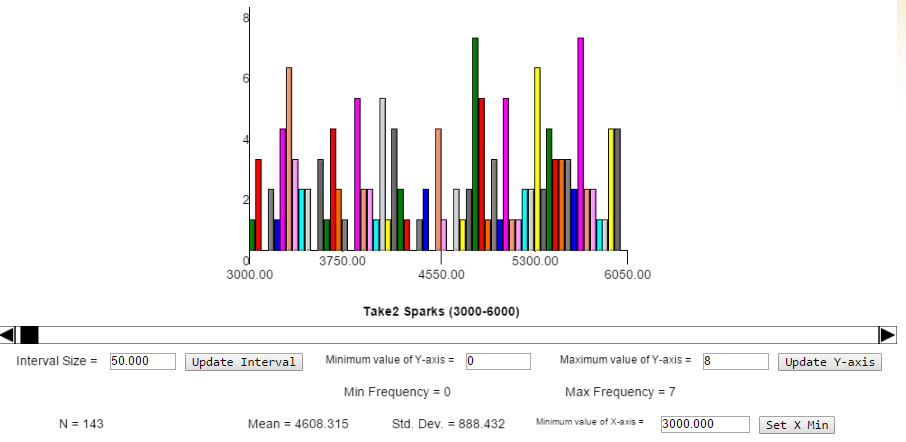 8
6
4
2
0
3000.00 3750.00 4550.00 5300.00 6050.00
Take2 Sparks (3000-6000)
Interval Size = 50.000 Update Interval Minimum value of Y-axis = 0 Maximum value of Y-axis = 8 Update Y-axis
Min Frequency = 0 Max Frequency = 7
N = 143 Mean = 4608.315 Std. Dev. = 888.432 Minimum value of X-axis = 3000.000 Set X Min